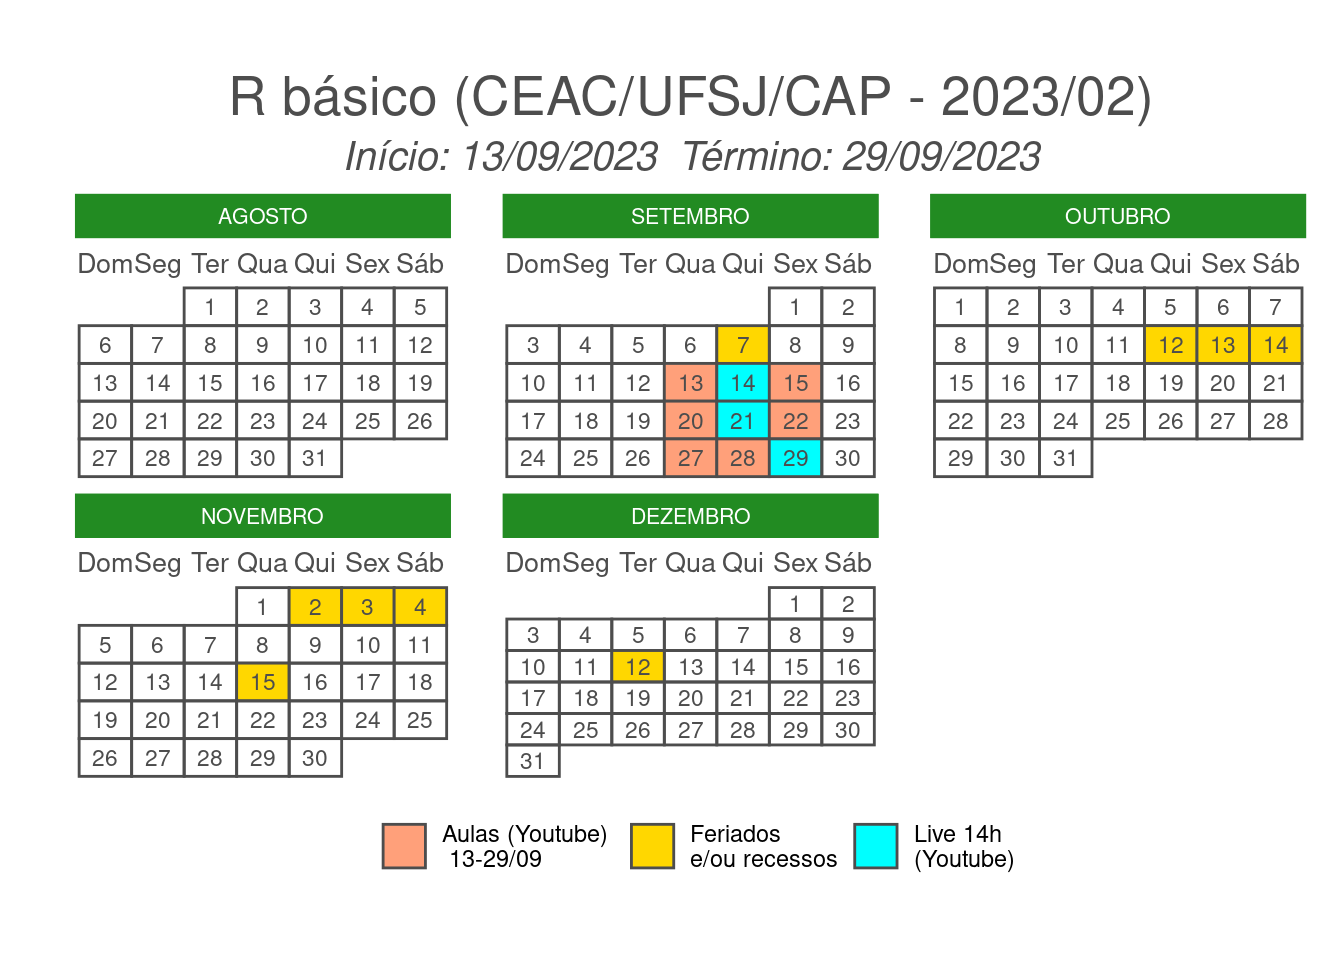 R básico (CEAC/UFSJ/CAP - 2023/02)
Início: 13/09/2023 Término: 29/09/2023
AGOSTO
Dom Seg Ter Qua Qui Sex Sáb
1 2 3 4 5
6 7 8 9 10 11 12
13 14 15 16 17 18 19
20 21 22 23 24 25 26
27 28 29 30 31
SETEMBRO
Dom Seg Ter Qua Qui Sex Sáb
1 2
3 4 5 6 7 8 9
10 11 12 13 14 15 16
17 18 19 20 21 22 23
24 25 26 27 28 29 30
OUTUBRO
Dom Seg Ter Qua Qui Sex Sáb
1 2 3 4 5 6 7
8 9 10 11 12 13 14
15 16 17 18 19 20 21
22 23 24 25 26 27 28
29 30 31
NOVEMBRO
Dom Seg Ter Qua Qui Sex Sáb
1 2 3 4
5 6 7 8 9 10 11
12 13 14 15 16 17 18
19 20 21 22 23 24 25
26 27 28 29 30
DEZEMBRO
Dom Seg Ter Qua Qui Sex Sáb
1 2
3 4 5 6 7 8 9
10 11 12 13 14 15 16
17 18 19 20 21 22 23
24 25 26 27 28 29 30
31
Aulas (Youtube)
13-29/09
Feriados
e/ou recessos
Live 14h
(Youtube)